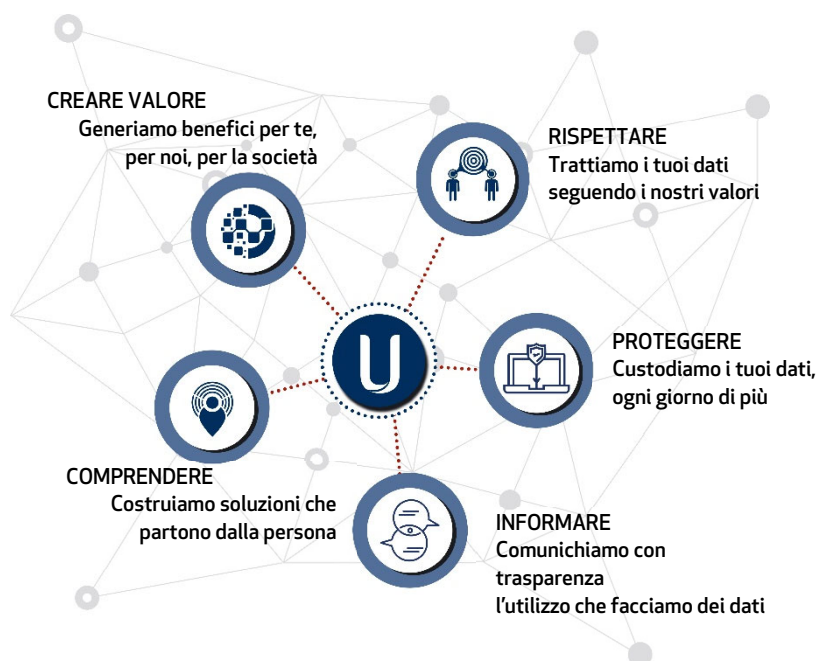 CREARE VALORE
Generiamo benefici per te,
per noi, per la società
RISPETTARE
Trattiamo i tuoi dati
seguendo i nostri valori
U
PROTEGGERE
Custodiamo i tuoi dati,
ogni giorno di più
COMPRENDERE
Costruiamo soluzioni che
partono dalla persona
INFORMARE
Comunichiamo con
trasparenza
l'utilizzo che facciamo dei dati